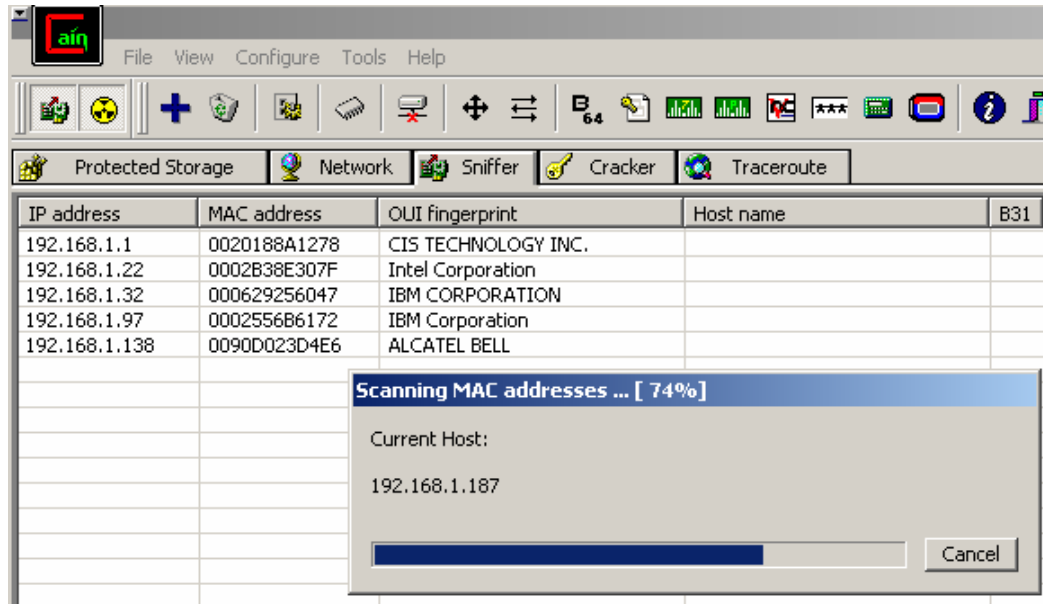 Cain
File View Configure Tools Help
B 64 ***
Protected Storage Network Sniffer Cracker Traceroute
IP address MAC address OUI fingerprint Host name B31
192.168.1.1 0020188A1278 CIS TECHNOLOGY INC.
192.168.1.22 0002B38E307F Intel Corporation
192.168.1.32 000629256047 IBM CORPORATION
192.168.1.97 0002556B6172 IBM Corporation
192.168.1.138 0090D023D4E6 ALCATEL BELL
Scanning MAC addresses ... [ 74%]
Current Host:
192.168.1.187
Cancel